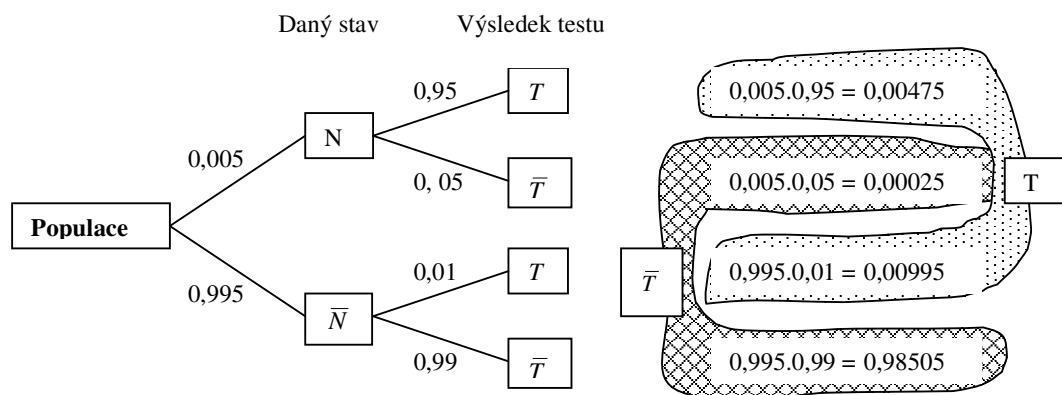 Daný stav Výsledek testu
0,95 T 0,005.0,95 = 0,00475
N
0,005
0, 05 T̅ 0,005.0,05 = 0,00025 T
Populace
0,01 T T̅ 0,995.0,01 = 0,00995
0,995
N̅
0,99 T̅ 0,995.0,99 = 0,98505